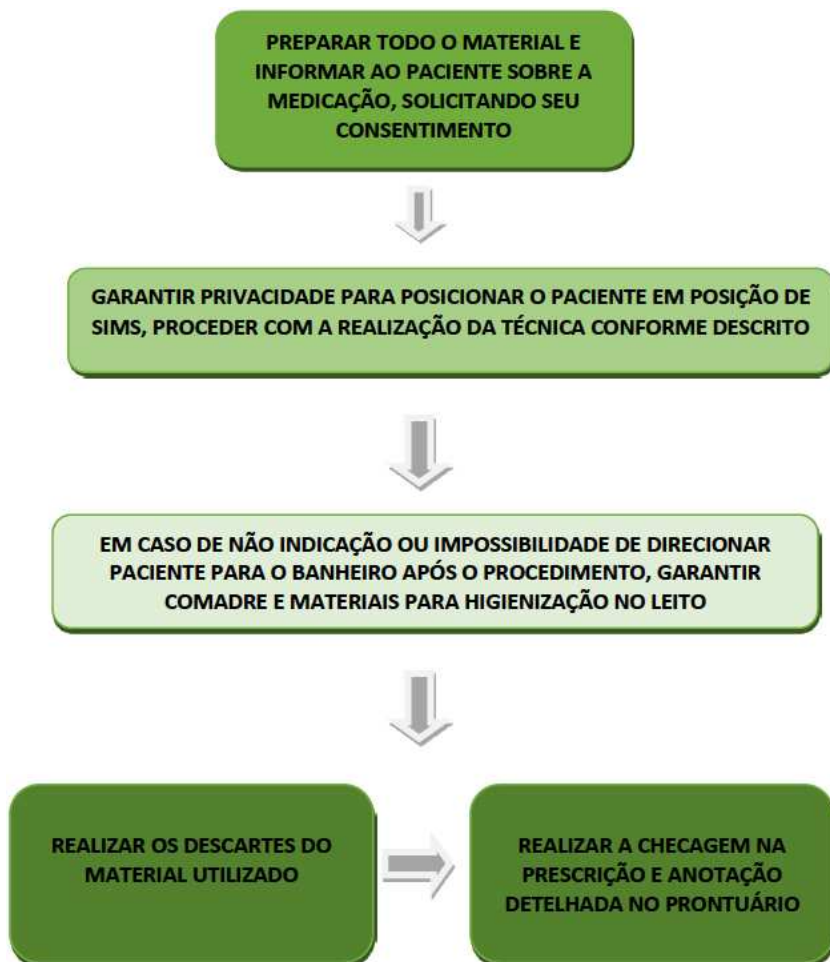 PREPARAR TODO O MATERIAL E
INFORMAR AO PACIENTE SOBRE A
MEDICAÇÃO, SOLICITANDO SEU
CONSENTIMENTO
GARANTIR PRIVACIDADE PARA POSICIONAR O PACIENTE EM POSIÇÃO DE
SIMS, PROCEDER COM A REALIZAÇÃO DA TÉCNICA CONFORME DESCRITO
EM CASO DE NÃO INDICAÇÃO OU IMPOSSIBILIDADE DE DIRECIONAR
PACIENTE PARA O BANHEIRO APÓS O PROCEDIMENTO, GARANTIR
COMADRE E MATERIAIS PARA HIGIENIZAÇÃO NO LEITO
REALIZAR OS DESCARTES DO
MATERIAL UTILIZADO
REALIZAR A CHECAGEM NA
PRESCRIÇÃO E ANOTAÇÃO
DETELHADA NO PRONTUÁRIO